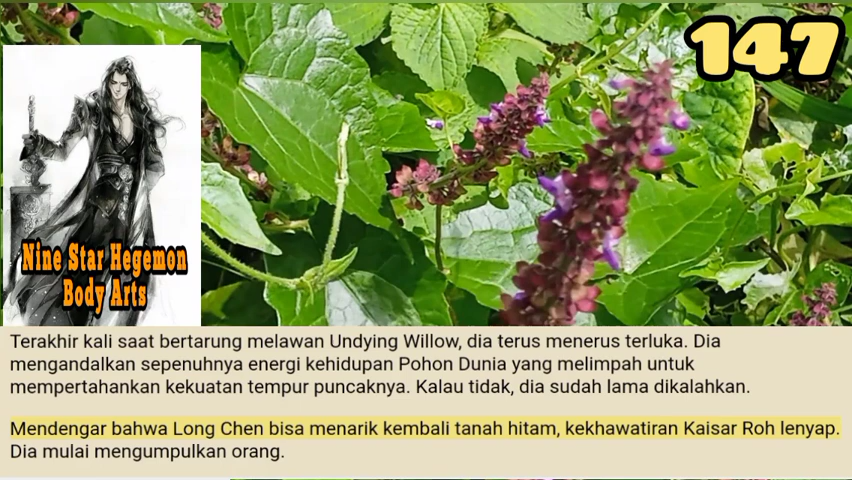 147
Nine Star Hegemon
Body Arts
Terakhir kali saat bertarung melawan Undying Willow, dia terus menerus terluka. Dia
mengandalkan sepenuhnya energi kehidupan Pohon Dunia yang melimpah untuk
mempertahankan kekuatan tempur puncaknya. Kalau tidak, dia sudah lama dikalahkan.
Mendengar bahwa Long Chen bisa menarik kembali tanah hitam, kekhawatiran Kaisar Roh lenyap.
Dia mulai mengumpulkan orang.